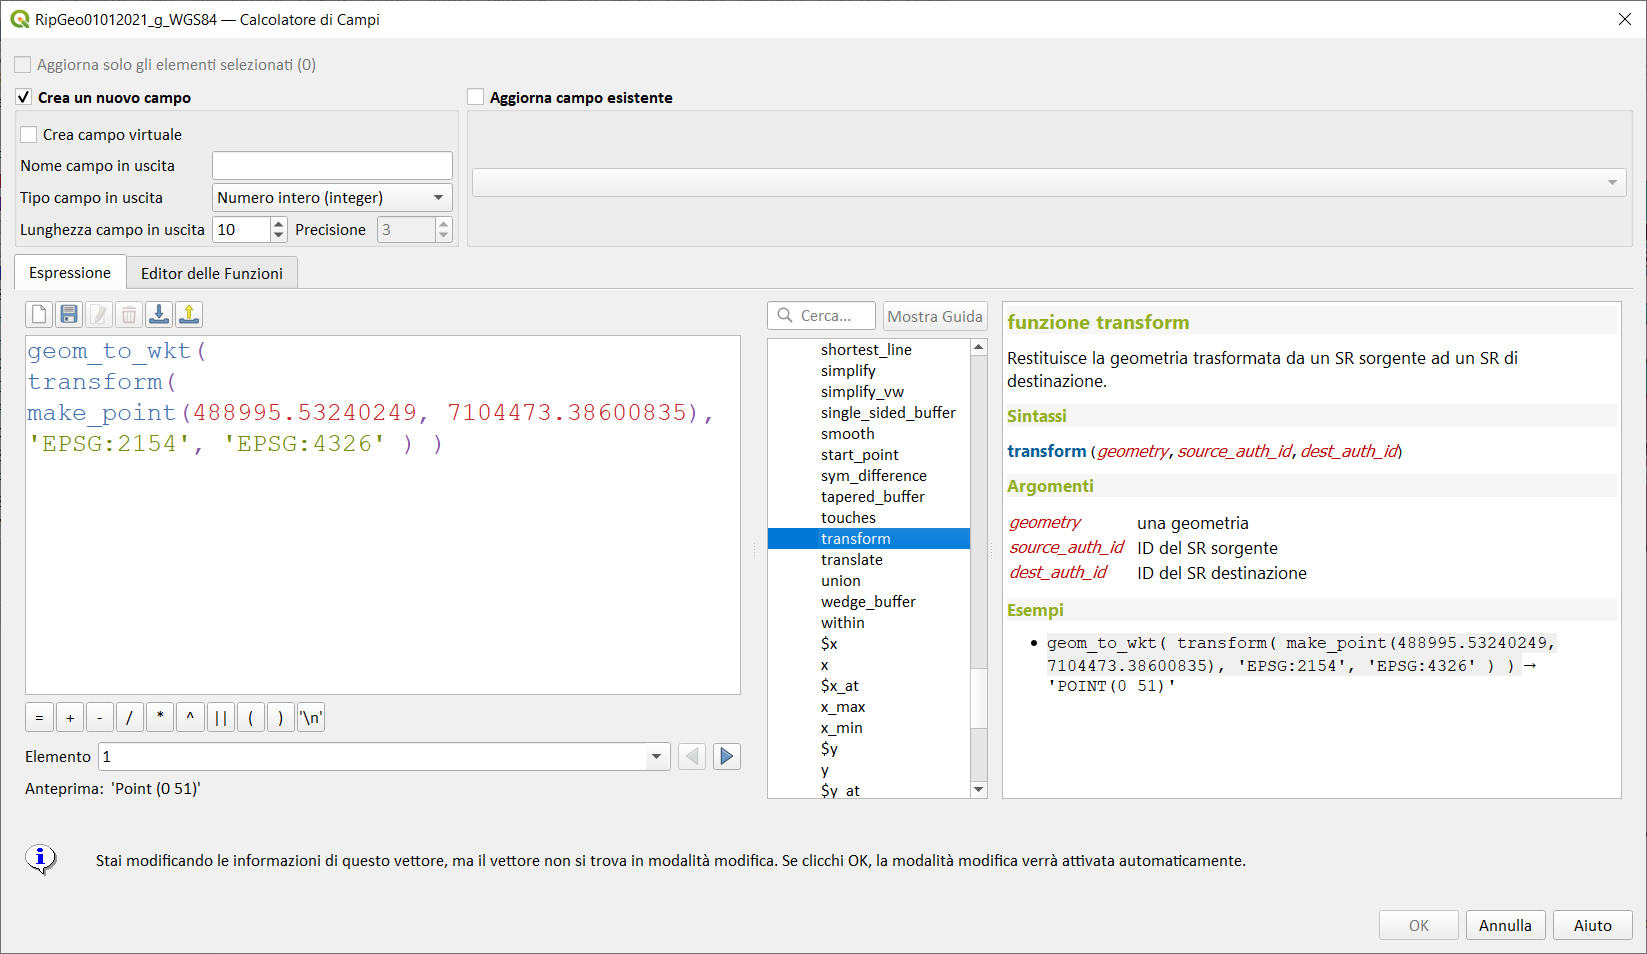 RipGeo01012021_g_WGS84 — Calcolatore di Campi
Aggiorna solo gli elementi selezionati (0)
Crea un nuovo campo
Aggiorna campo esistente
Crea campo virtuale
Nome campo in uscita
Tipo campo in uscita Numero intero (integer)
Lunghezza campo in uscita 10 Precisione 3
Espressione Editor delle Funzioni
geom_to_wkt(
transform(
make_point(488995.53240249, 7104473.38600835),
'EPSG:2154', 'EPSG:4326' ) )
= + - / * ^ || ( ) '\n'
Elemento 1
Anteprima: 'Point (0 51)'
Cerca... Mostra Guida
shortest_line
simplify
simplify_vw
single_sided_buffer
smooth
start_point
sym_difference
tapered_buffer
touches
transform
translate
union
wedge_buffer
within
$x
x
$x_at
x_max
x_min
$y
y
$y_at
funzione transform
Restituisce la geometria trasformata da un SR sorgente ad un SR di
destinazione.
Sintassi
transform (geometry, source_auth_id, dest_auth_id)
Argomenti
geometry una geometria
source_auth_id ID del SR sorgente
dest_auth_id ID del SR destinazione
Esempi
• geom_to_wkt( transform( make_point(488995.53240249,
7104473.38600835), 'EPSG:2154', 'EPSG:4326' ) ) →
'POINT(0 51)'
Stai modificando le informazioni di questo vettore, ma il vettore non si trova in modalità modifica. Se clicchi OK, la modalità modifica verrà attivata automaticamente.
OK Annulla Aiuto